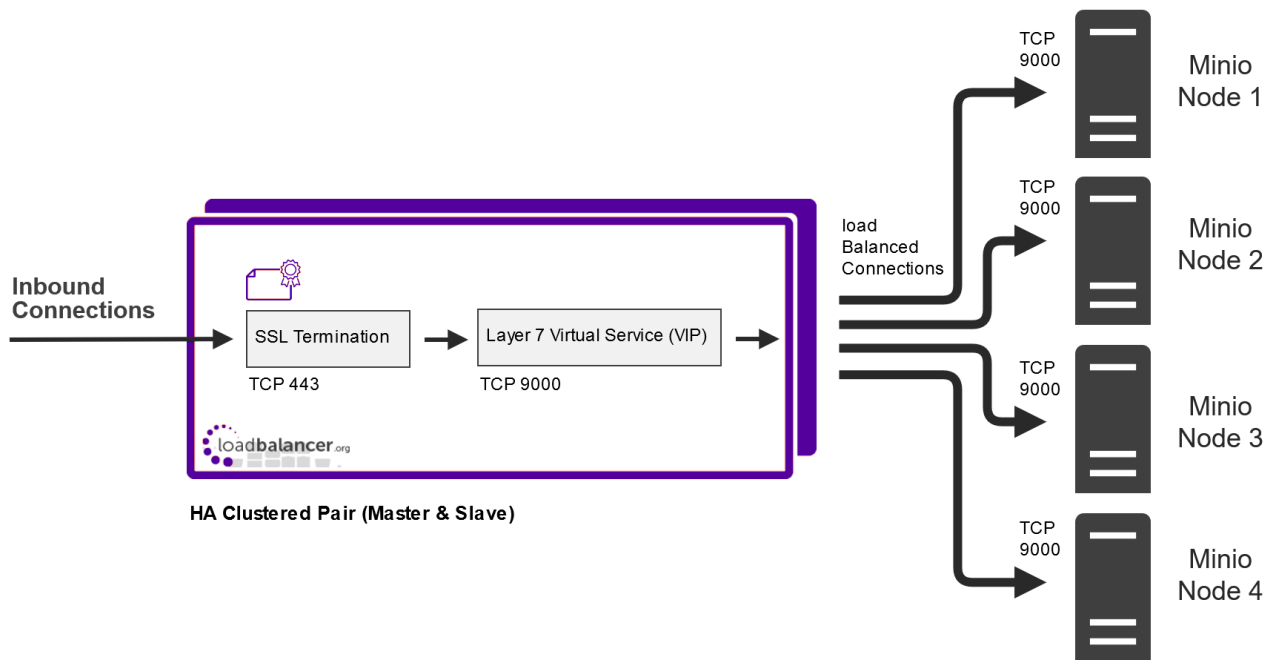 Inbound
Connections
SSL Termination
TCP 443
Layer 7 Virtual Service (VIP)
TCP 9000
loadbalancer.org
HA Clustered Pair (Master & Slave)
load
Balanced
Connections
TCP
9000
Minio
Node 1
TCP
9000
Minio
Node 2
TCP
9000
Minio
Node 3
TCP
9000
Minio
Node 4